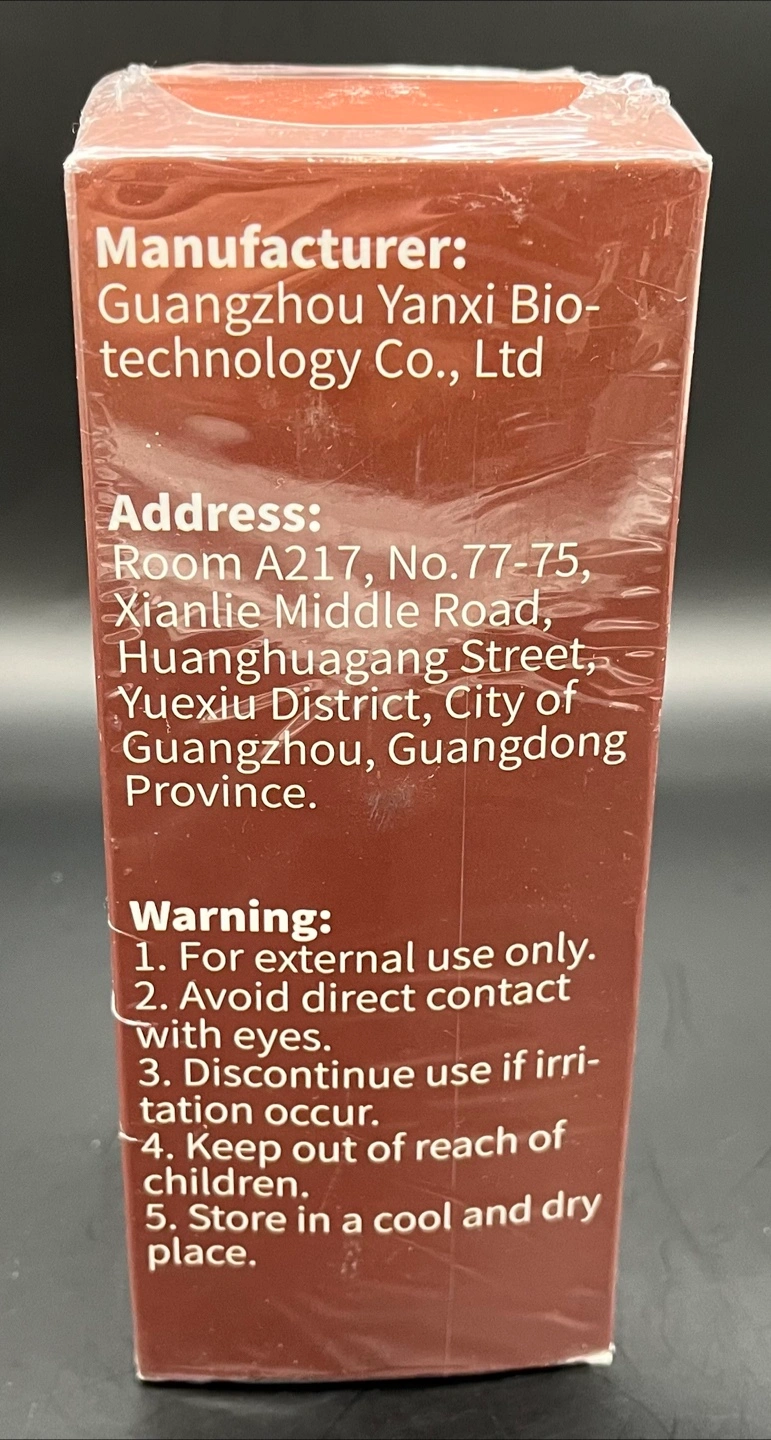 Manufacturer:
Guangzhou Yanxi Bio-
technology Co., Ltd
Address:
Room A217, No.77-75,
Xianlie Middle Road,
Huanghuagang Street,
Yuexiu District, City of
Guangzhou, Guangdong
Province.
Warning:
1. For external use only.
2. Avoid direct contact
with eyes.
3. Discontinue use if irri-
tation occur.
4. Keep out of reach of
children.
5. Store in a cool and dry
place.